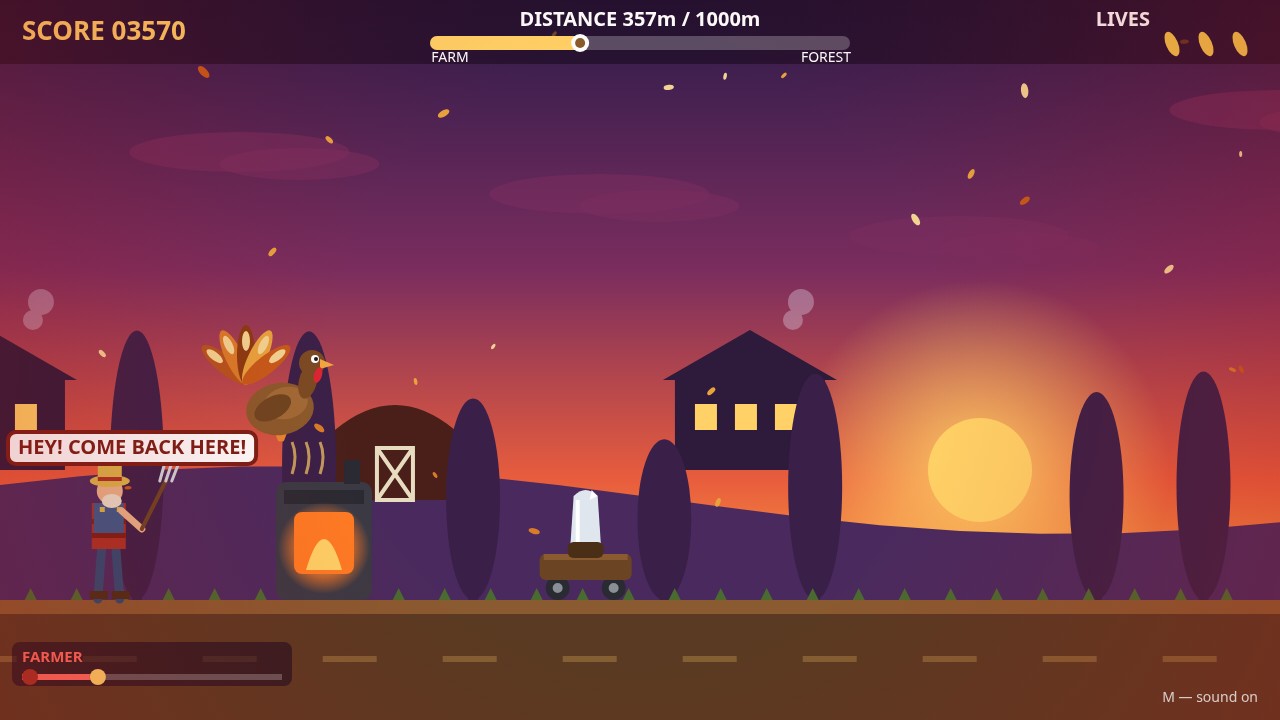 SCORE 03570
DISTANCE 357m / 1000m
LIVES
FARM
FOREST
HEY! COME BACK HERE!
FARMER
M — sound on